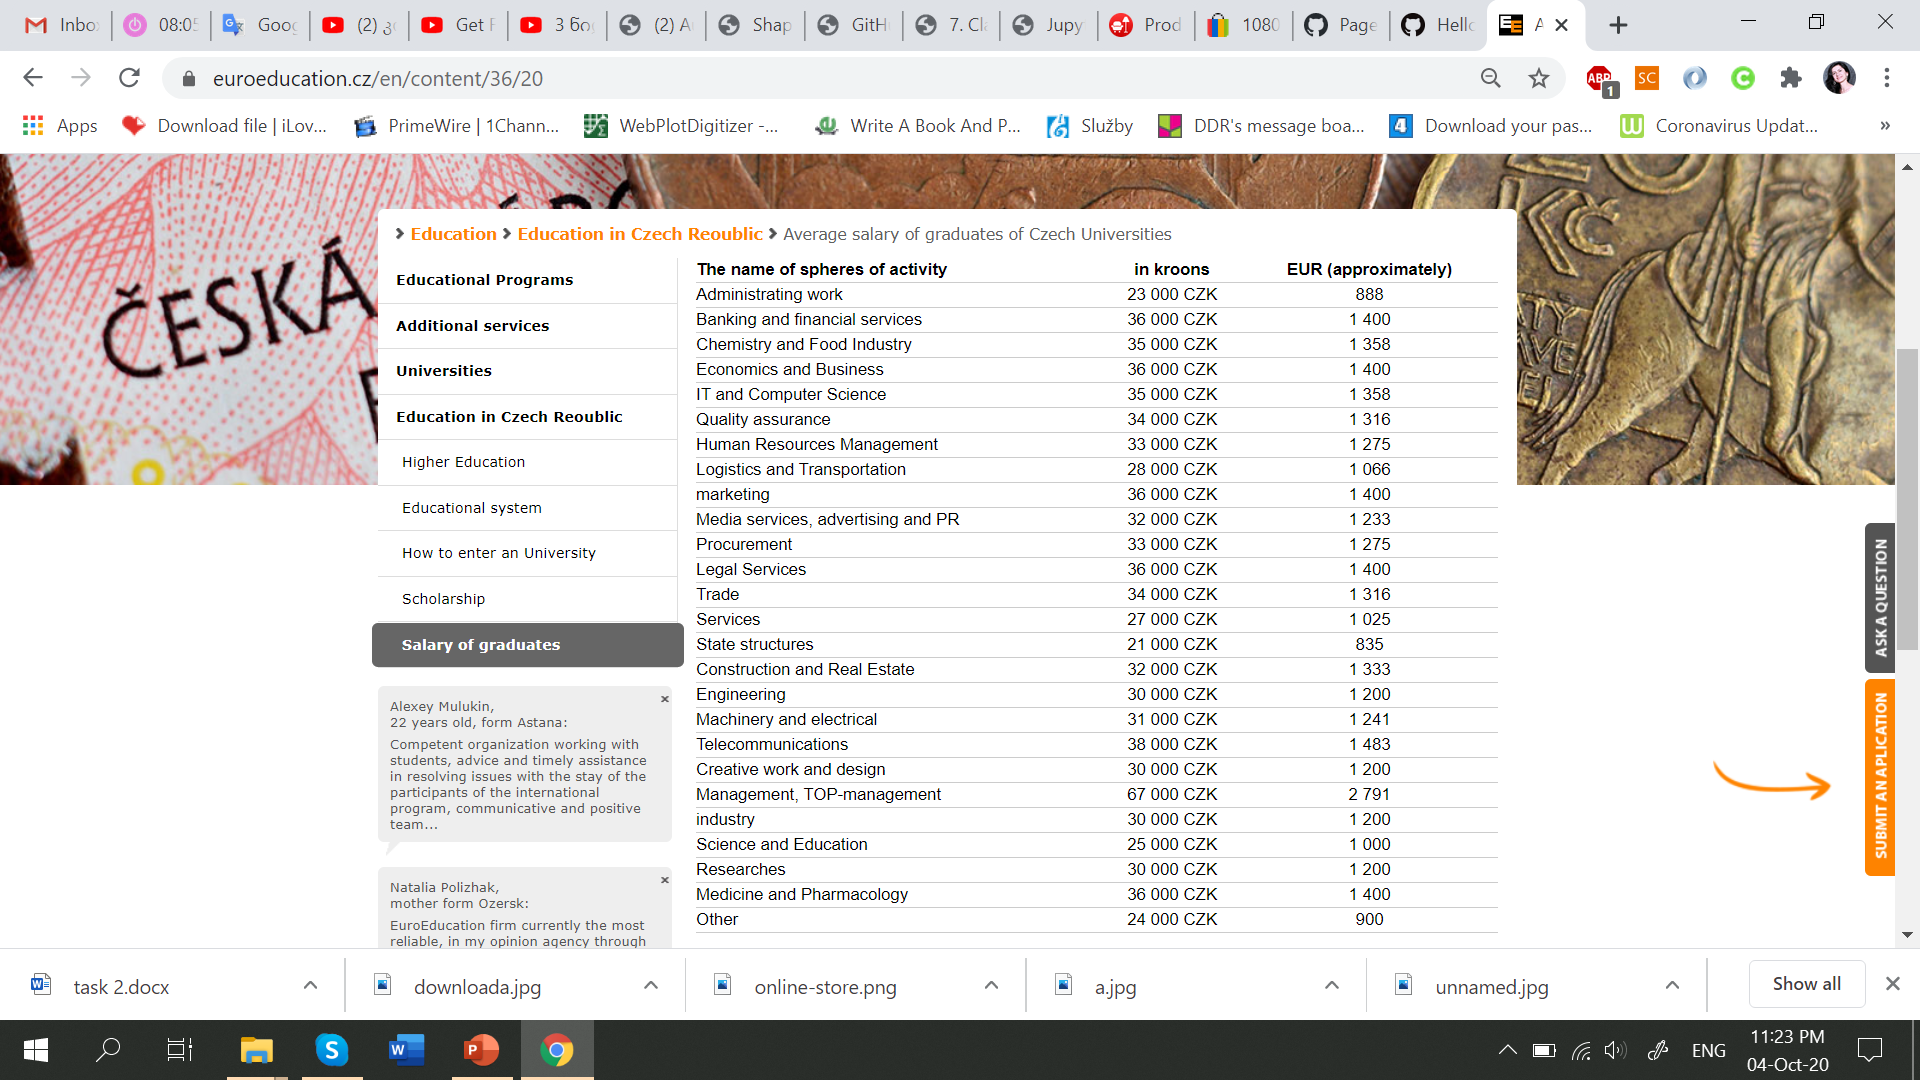 Inbo
08:05
Goog
(2)
Get F
3
(2) A
Shap
GitH
7. Cl
Jupy
Prod
1080
Page
Hello
A
euroeducation.cz/en/content/36/20
ABP
1
SC
Apps
Download file | iLov...
PrimeWire | 1Chann...
WebPlotDigitizer -...
Write A Book And P...
Služby
DDR's message boa...
Download your pas...
Coronavirus Updat...
ČESKÁ
Education
Education in Czech Reoublic
Average salary of graduates of Czech Universities
Educational Programs
Additional services
Universities
Education in Czech Reoublic
Higher Education
Educational system
How to enter an University
Scholarship
Salary of graduates
Alexey Mulukin,
22 years old, form Astana:
Competent organization working with
students, advice and timely assistance
in resolving issues with the stay of the
participants of the international
program, communicative and positive
team...
Natalia Polizhak,
mother form Ozersk:
EuroEducation firm currently the most
reliable, in my opinion agency through
The name of spheres of activity in kroons EUR (approximately)
Administrating work 23 000 CZK 888
Banking and financial services 36 000 CZK 1 400
Chemistry and Food Industry 35 000 CZK 1 358
Economics and Business 36 000 CZK 1 400
IT and Computer Science 35 000 CZK 1 358
Quality assurance 34 000 CZK 1 316
Human Resources Management 33 000 CZK 1 275
Logistics and Transportation 28 000 CZK 1 066
marketing 36 000 CZK 1 400
Media services, advertising and PR 32 000 CZK 1 233
Procurement 33 000 CZK 1 275
Legal Services 36 000 CZK 1 400
Trade 34 000 CZK 1 316
Services 27 000 CZK 1 025
State structures 21 000 CZK 835
Construction and Real Estate 32 000 CZK 1 333
Engineering 30 000 CZK 1 200
Machinery and electrical 31 000 CZK 1 241
Telecommunications 38 000 CZK 1 483
Creative work and design 30 000 CZK 1 200
Management, TOP-management 67 000 CZK 2 791
industry 30 000 CZK 1 200
Science and Education 25 000 CZK 1 000
Researches 30 000 CZK 1 200
Medicine and Pharmacology 36 000 CZK 1 400
Other 24 000 CZK 900
ASK A QUESTION
SUBMIT AN APLICATION
task 2.docx
downloada.jpg
online-store.png
a.jpg
unnamed.jpg
Show all
ENG
11:23 PM
04-Oct-20